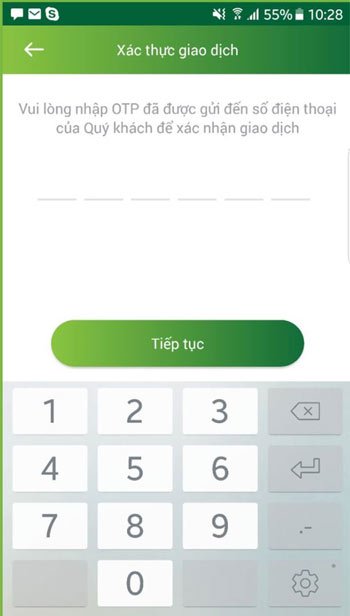 55% 10:28
Xác thực giao dịch
Vui lòng nhập OTP đã được gửi đến số điện thoại
của Quý khách để xác nhận giao dịch
Tiếp tục
1 2 3
4 5 6
7 8 9 .-
0